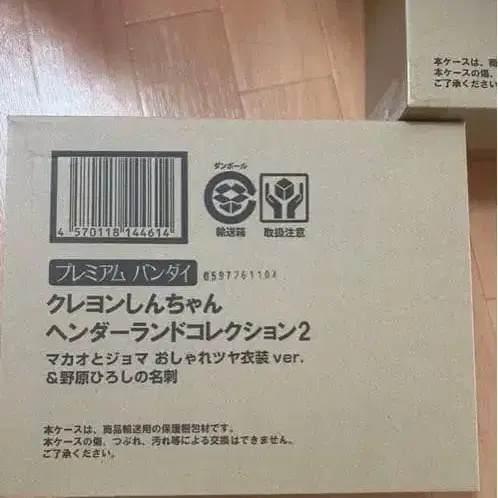 本ケースは、商
本ケースの傷、
ご了承くだ
ダンボール
輸送箱
取扱注意
4 570118 144614
プレミアム バンダイ
クレヨンしんちゃん
ヘンダーランドコレクション2
マカオとジョマ おしゃれツヤ衣装 ver.
&野原ひろしの名刺
本ケースは、商品輸送用の保護梱包材です。
本ケースの傷、つぶれ、汚れ等による交換はできません。
ご了承ください。